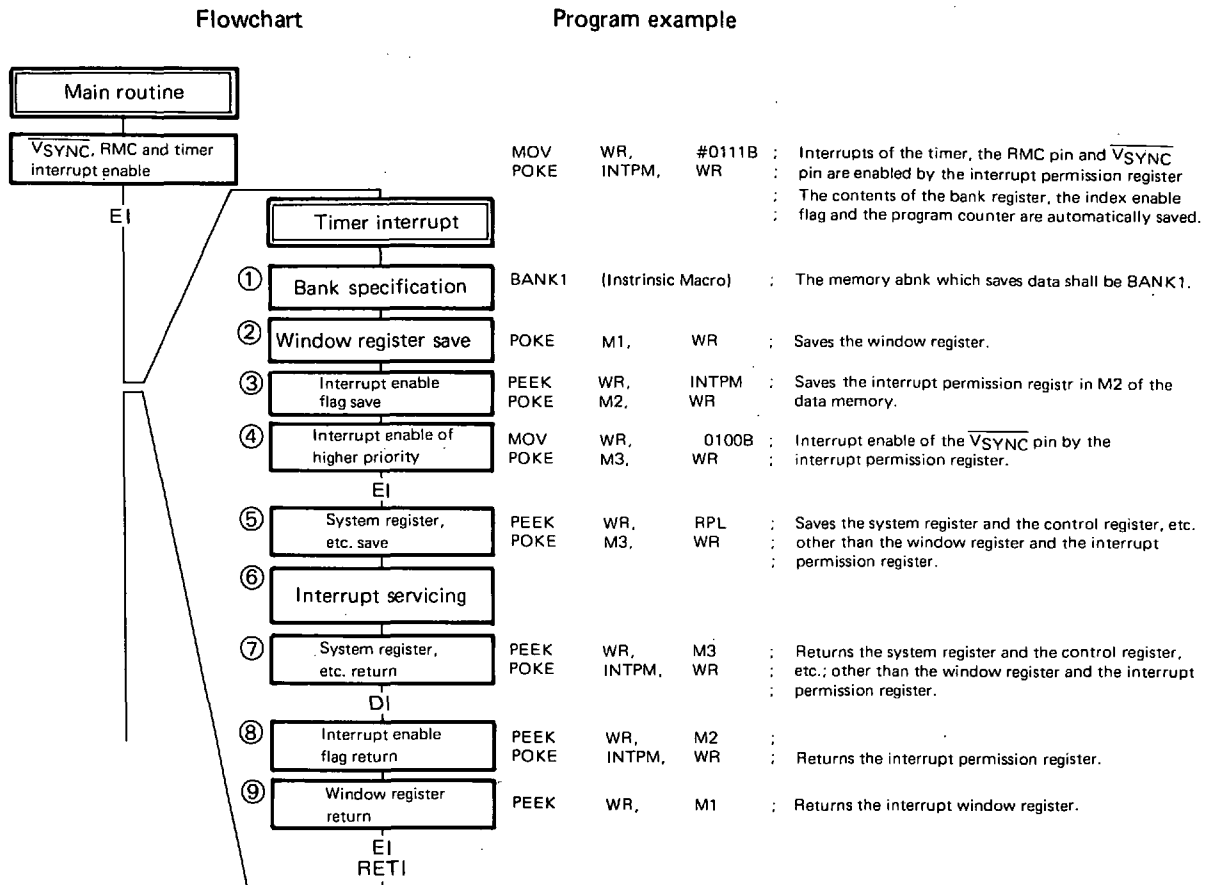 Flowchart
Program example
Main routine
V̅S̅Y̅N̅C̅, RMC and timer
interrupt enable
EI
MOV WR, #0111B ; Interrupts of the timer, the RMC pin and V̅S̅Y̅N̅C̅
POKE INTPM, WR ; pin are enabled by the interrupt permission register
; The contents of the bank register, the index enable
; flag and the program counter are automatically saved.
Timer interrupt
① Bank specification
BANK1 (Instrinsic Macro) ; The memory abnk which saves data shall be BANK1.
② Window register save
POKE M1, WR ; Saves the window register.
③ Interrupt enable
flag save
PEEK WR, INTPM ; Saves the interrupt permission registr in M2 of the
POKE M2, WR ; data memory.
④ Interrupt enable of
higher priority
MOV WR, 0100B ; Interrupt enable of the V̅S̅Y̅N̅C̅ pin by the
POKE M3, WR ; interrupt permission register.
EI
⑤ System register,
etc. save
PEEK WR, RPL ; Saves the system register and the control register, etc.
POKE M3, WR ; other than the window register and the interrupt
; permission register.
⑥ Interrupt servicing
⑦ System register,
etc. return
PEEK WR, M3 ; Returns the system register and the control register,
POKE INTPM, WR ; etc.; other than the window register and the interrupt
; permission register.
DI
⑧ Interrupt enable
flag return
PEEK WR, M2 ;
POKE INTPM, WR ; Returns the interrupt permission register.
⑨ Window register
return
PEEK WR, M1 ; Returns the interrupt window register.
EI
RETI